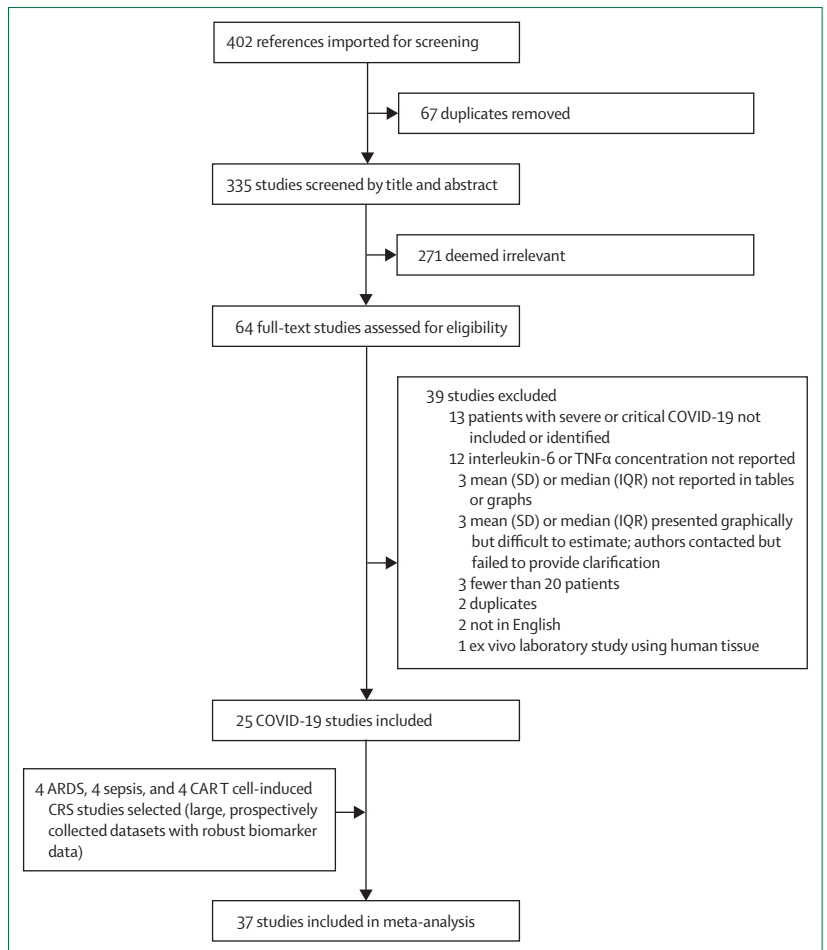 402 references imported for screening
67 duplicates removed
335 studies screened by title and abstract
271 deemed irrelevant
64 full-text studies assessed for eligibility
39 studies excluded
13 patients with severe or critical COVID-19 not
included or identified
12 interleukin-6 or TNFα concentration not reported
3 mean (SD) or median (IQR) not reported in tables
or graphs
3 mean (SD) or median (IQR) presented graphically
but difficult to estimate; authors contacted but
failed to provide clarification
3 fewer than 20 patients
2 duplicates
2 not in English
1 ex vivo laboratory study using human tissue
25 COVID-19 studies included
4 ARDS, 4 sepsis, and 4 CAR T cell-induced
CRS studies selected (large, prospectively
collected datasets with robust biomarker
data)
37 studies included in meta-analysis